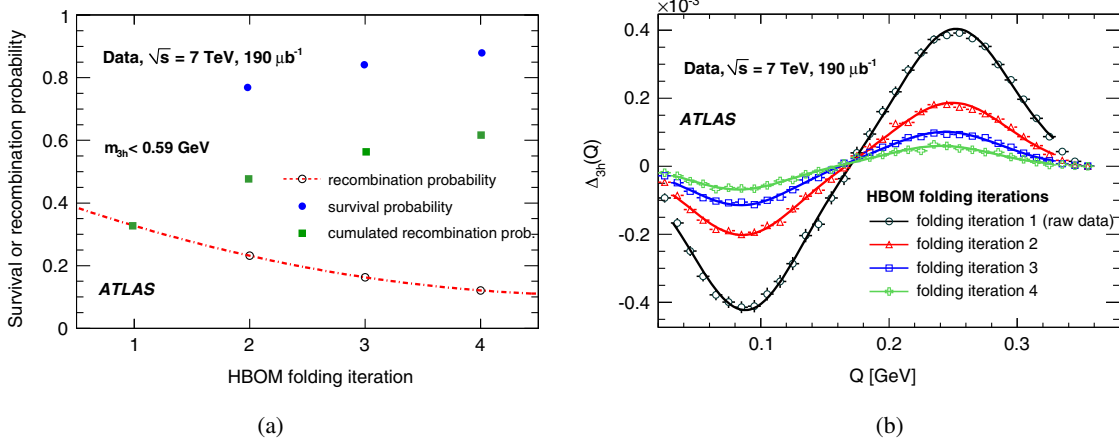 Survival or recombination probability
1
0.8
0.6
0.4
0.2
0
Data, √s = 7 TeV, 190 μb⁻¹
m3h< 0.59 GeV
recombination probability
survival probability
cumulated recombination prob.
ATLAS
1 2 3 4
HBOM folding iteration
(a)
×10⁻³
Δ3h(Q)
0.4
0.2
0
-0.2
-0.4
Data, √s = 7 TeV, 190 μb⁻¹
ATLAS
HBOM folding iterations
folding iteration 1 (raw data)
folding iteration 2
folding iteration 3
folding iteration 4
0.1 0.2 0.3
Q [GeV]
(b)